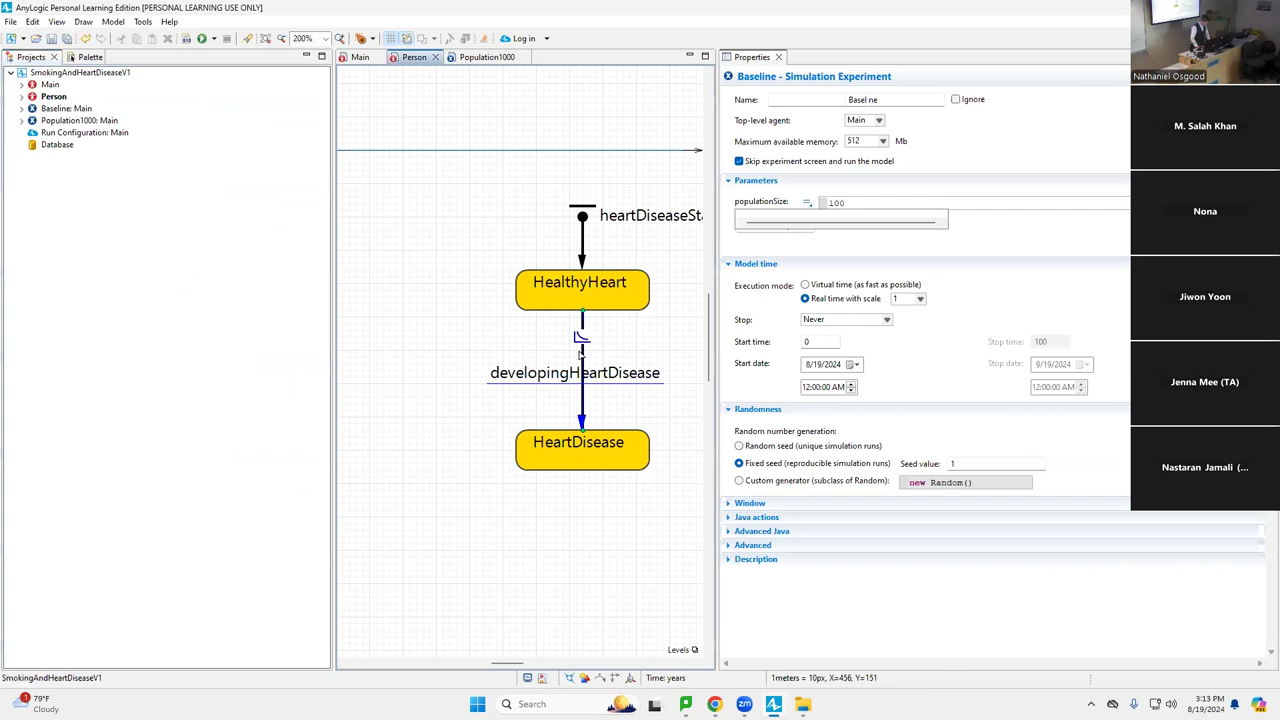 AnyLogic Personal Learning Edition [PERSONAL LEARNING USE ONLY]
File Edit View Draw Model Tools Help
200% Log in
Projects Palette
Main Person Population1000
Properties
SmokingAndHeartDiseaseV1
Main
Person
Baseline: Main
Population1000: Main
Run Configuration: Main
Database
heartDiseaseSta
HealthyHeart
developingHeartDisease
HeartDisease
Levels
Baseline - Simulation Experiment
Name: Basel ne Ignore
Top-level agent: Main
Maximum available memory: 512 Mb
Skip experiment screen and run the model
Parameters
populationSize: 100
Model time
Execution mode: Virtual time (as fast as possible)
Real time with scale 1
Stop: Never
Start time: 0 Stop time: 100
Start date: 8/19/2024 Stop date: 9/19/2024
12:00:00 AM 12:00:00 AM
Randomness
Random number generation:
Random seed (unique simulation runs)
Fixed seed (reproducible simulation runs) Seed value: 1
Custom generator (subclass of Random): new Random()
Window
Java actions
Advanced Java
Advanced
Description
Nathaniel Osgood
M. Salah Khan
Nona
Jiwon Yoon
Jenna Mee (TA)
Nastaran Jamali (...
SmokingAndHeartDiseaseV1
Time: years
1meters = 10px, X=456, Y=151
1
79°F
Cloudy
Search
3:13 PM
8/19/2024